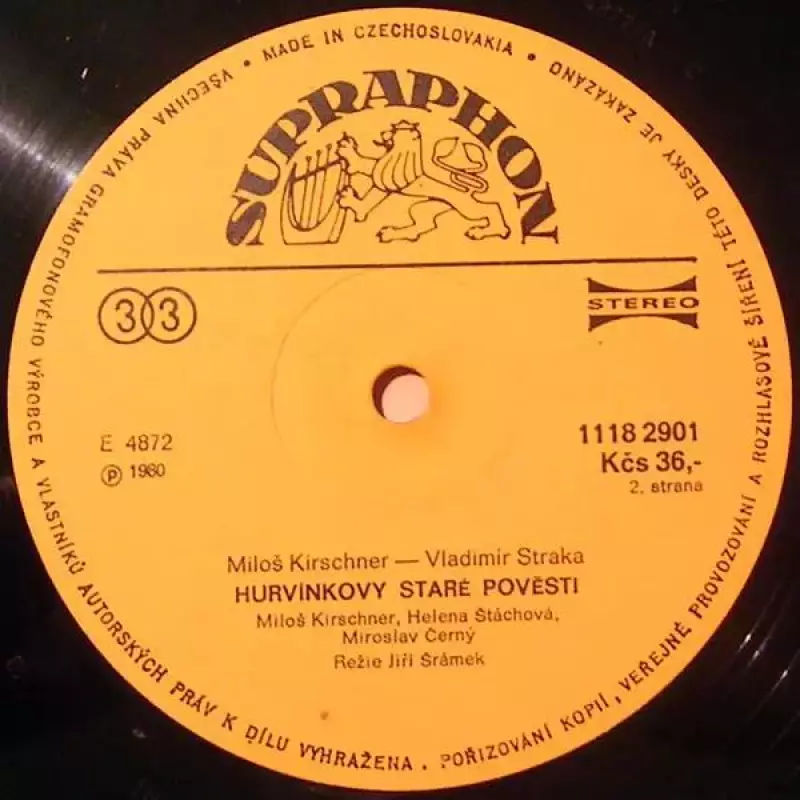 VŠECHNA PRÁVA GRAMOFONOVÉHO VÝROBCE A VLASTNÍKŮ AUTORSKÝCH PRÁV K DÍLU VYHRAŽENA . POŘIZOVÁNÍ KOPIÍ, VEŘEJNÉ PROVOZOVÁNÍ A ROZHLASOVÉ ŠÍŘENÍ TÉTO DESKY JE ZAKÁZÁNO
• MADE IN CZECHOSLOVAKIA •
SUPRAPHON
33
STEREO
E 4872
1118 2901
℗ 1980
Kčs 36,-
2. strana
Miloš Kirschner — Vladimír Straka
HURVÍNKOVY STARÉ POVĚSTI
Miloš Kirschner, Helena Štáchová,
Miroslav Černý
Režie Jiří Šrámek